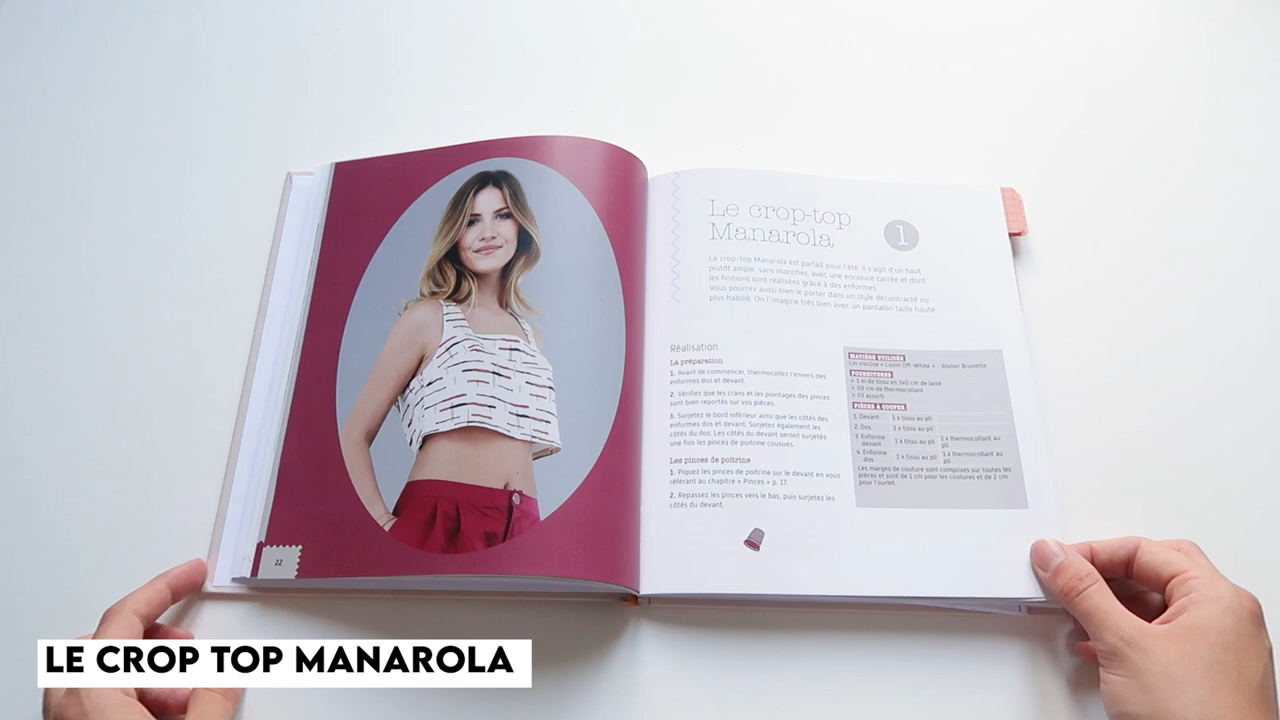 22
Le crop-top
Manarola
1
Le crop-top Manarola est parfait pour l'été. Il s'agit d'un haut
plutôt ample, sans manches, avec une encolure carrée et dont
les finitions sont réalisées grâce à des enformes.
Vous pourrez aussi bien le porter dans un style décontracté ou
plus habillé. On l'imagine très bien avec un pantalon taille haute
Réalisation
La préparation
1. Avant de commencer, thermocollez l'envers des
enformes dos et devant.
2. Vérifiez que les crans et les pointages des pinces
sont bien reportés sur vos pièces.
3. Surjetez le bord inférieur ainsi que les côtés des
enformes dos et devant. Surjetez également les
côtés du dos. Les côtés du devant seront surjetés
une fois les pinces de poitrine cousues.
Les pinces de poitrine
1. Piquez les pinces de poitrine sur le devant en vous
référant au chapitre « Pinces » p. 17.
2. Repassez les pinces vers le bas, puis surjetez les
côtés du devant.
MATIÈRE UTILISÉE
Lin viscose « Loom Off-White » - Atelier Brunette
FOURNITURES
> 1 m de tissu en 140 cm de laize
> 50 cm de thermocollant
> Fil assorti
PIÈCES À COUPER
1. Devant 1 x tissu au pli
2. Dos 1 x tissu au pli
3. Enforme devant 1 x tissu au pli 1 x thermocollant au pli
4. Enforme dos 1 x tissu au pli 1 x thermocollant au pli
Les marges de couture sont comprises sur toutes les
pièces et sont de 1 cm pour les coutures et de 2 cm
pour l'ourlet.
LE CROP TOP MANAROLA